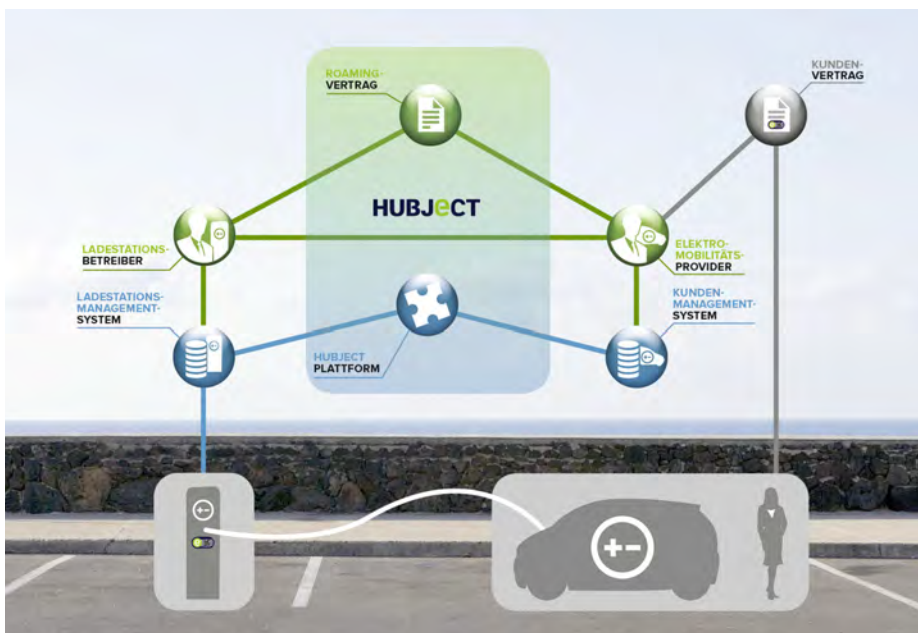 ROAMING-
VERTRAG
KUNDEN-
VERTRAG
HUBJeCT
LADESTATIONS-
BETREIBER
ELEKTRO-
MOBILITÄTS-
PROVIDER
LADESTATIONS-
MANAGEMENT-
SYSTEM
KUNDEN-
MANAGEMENT-
SYSTEM
HUBJECT
PLATTFORM